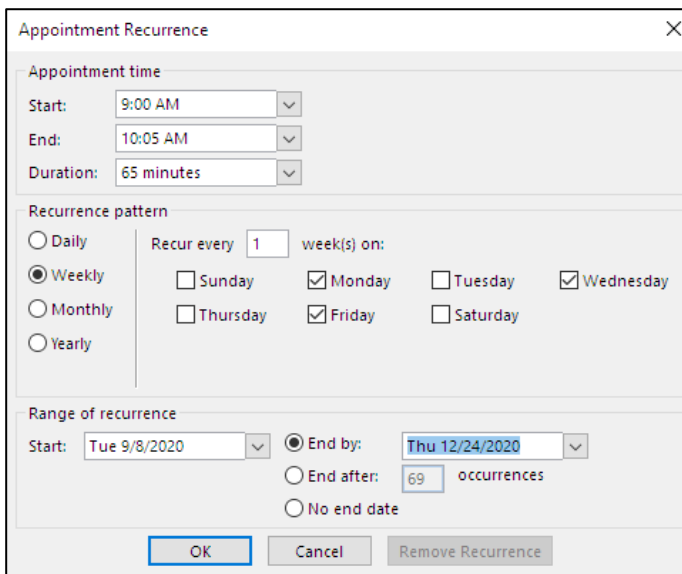 Appointment Recurrence
Appointment time
Start: 9:00 AM
End: 10:05 AM
Duration: 65 minutes
Recurrence pattern
Daily
Weekly
Monthly
Yearly
Recur every 1 week(s) on:
Sunday Monday Tuesday Wednesday
Thursday Friday Saturday
Range of recurrence
Start: Tue 9/8/2020
End by: Thu 12/24/2020
End after: 69 occurrences
No end date
OK Cancel Remove Recurrence